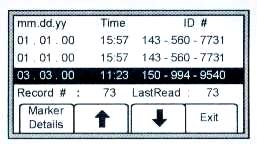 mm.dd.yy Time ID #
01 . 01 . 00 15:57 143 - 560 - 7731
01 . 01 . 00 15:57 143 - 560 - 7731
03 . 03 . 00 11:23 150 - 994 - 9540
Record # : 73 LastRead : 73
Marker Details Exit